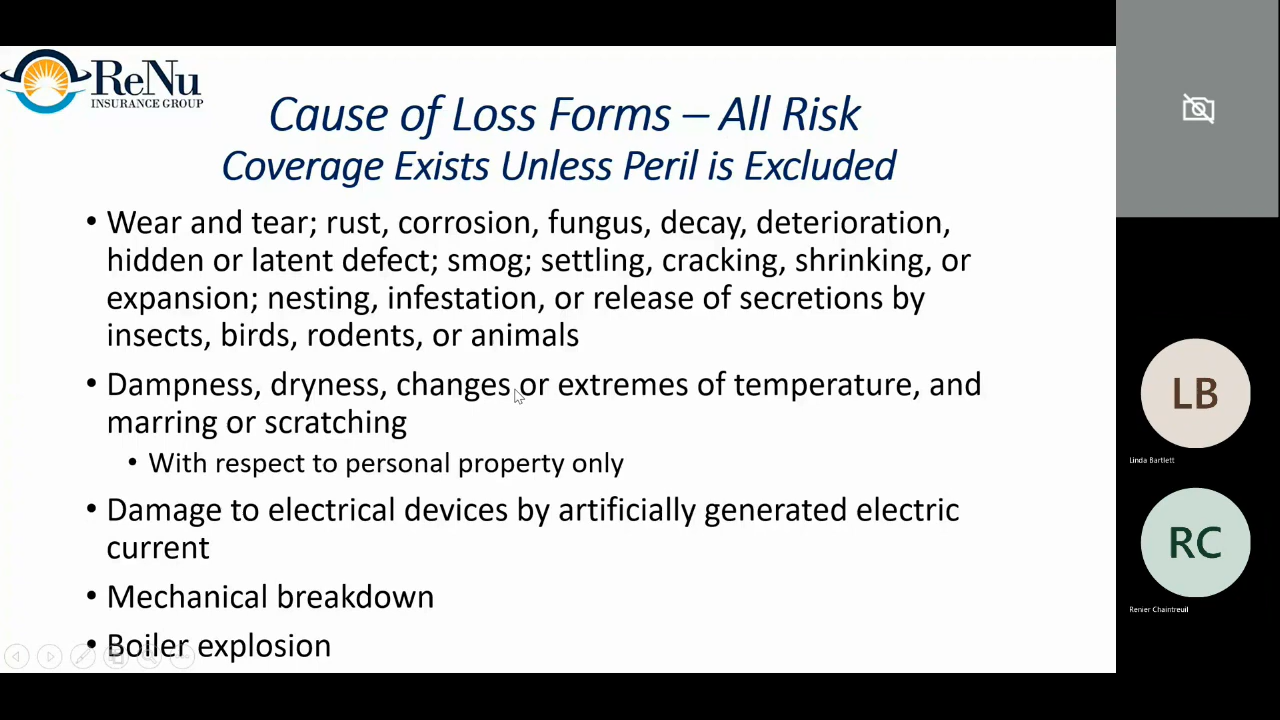 ReNu
INSURANCE GROUP
Cause of Loss Forms – All Risk
Coverage Exists Unless Peril is Excluded
• Wear and tear; rust, corrosion, fungus, decay, deterioration,
hidden or latent defect; smog; settling, cracking, shrinking, or
expansion; nesting, infestation, or release of secretions by
insects, birds, rodents, or animals
• Dampness, dryness, changes or extremes of temperature, and
marring or scratching
• With respect to personal property only
• Damage to electrical devices by artificially generated electric
current
• Mechanical breakdown
• Boiler explosion
LB
Linda Bartlett
RC
Renier Chaintreuil